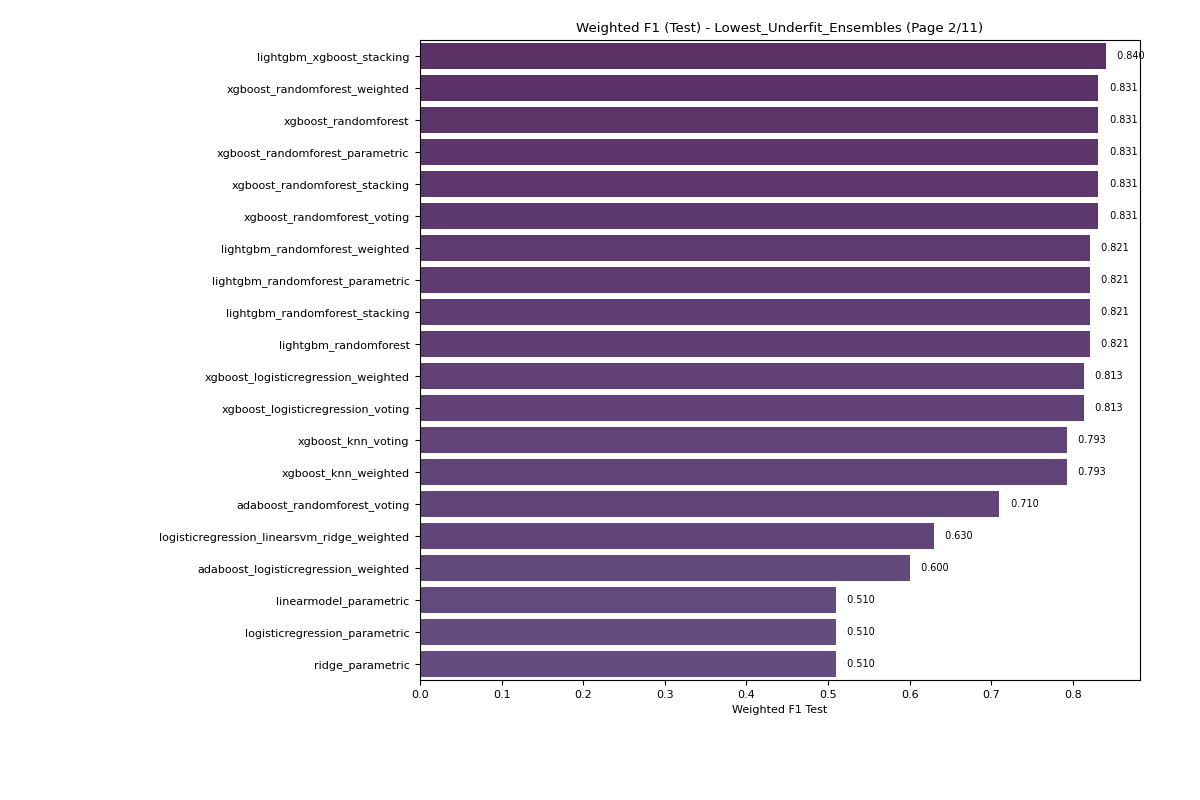 Weighted F1 (Test) - Lowest_Underfit_Ensembles (Page 2/11)
lightgbm_xgboost_stacking 0.840
xgboost_randomforest_weighted 0.831
xgboost_randomforest 0.831
xgboost_randomforest_parametric 0.831
xgboost_randomforest_stacking 0.831
xgboost_randomforest_voting 0.831
lightgbm_randomforest_weighted 0.821
lightgbm_randomforest_parametric 0.821
lightgbm_randomforest_stacking 0.821
lightgbm_randomforest 0.821
xgboost_logisticregression_weighted 0.813
xgboost_logisticregression_voting 0.813
xgboost_knn_voting 0.793
xgboost_knn_weighted 0.793
adaboost_randomforest_voting 0.710
logisticregression_linearsvm_ridge_weighted 0.630
adaboost_logisticregression_weighted 0.600
linearmodel_parametric 0.510
logisticregression_parametric 0.510
ridge_parametric 0.510
0.0 0.1 0.2 0.3 0.4 0.5 0.6 0.7 0.8
Weighted F1 Test